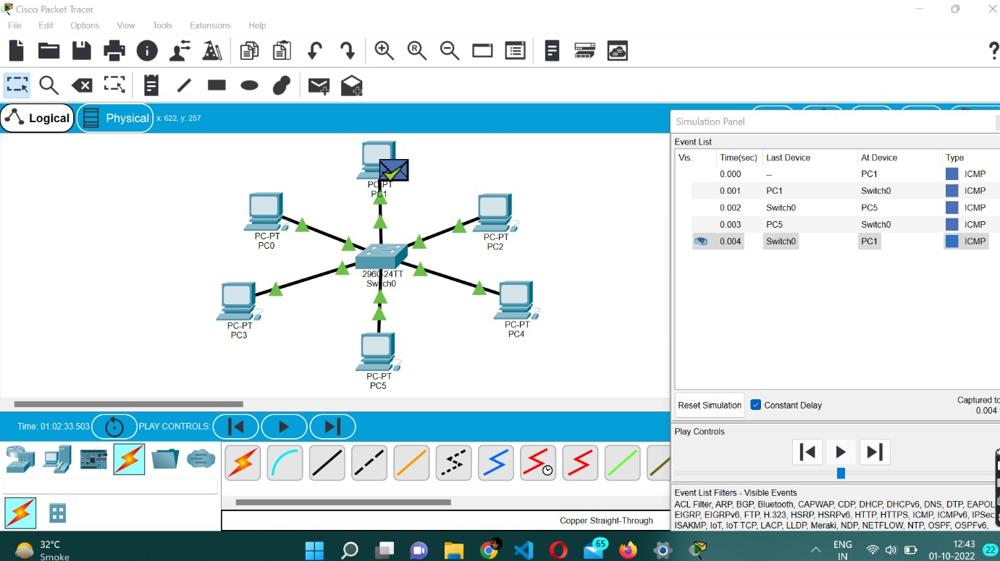 Cisco Packet Tracer
File Edit Options View Tools Extensions Help
Logical
Physical
x: 622, y: 257
PC-PT
PC1
PC-PT
PC0
PC-PT
PC2
2960-24TT
Switch0
PC-PT
PC3
PC-PT
PC4
PC-PT
PC5
Simulation Panel
Event List
Vis. Time(sec) Last Device At Device Type
0.000 -- PC1 ICMP
0.001 PC1 Switch0 ICMP
0.002 Switch0 PC5 ICMP
0.003 PC5 Switch0 ICMP
0.004 Switch0 PC1 ICMP
Reset Simulation
Constant Delay
Captured to
0.004
Play Controls
Event List Filters - Visible Events
ACL Filter, ARP, BGP, Bluetooth, CAPWAP, CDP, DHCP, DHCPv6, DNS, DTP, EAPOL
EIGRP, EIGRPv6, FTP, H.323, HSRP, HSRPv6, HTTP, HTTPS, ICMP, ICMPv6, IPSec
ISAKMP, IoT, IoT TCP, LACP, LLDP, Meraki, NDP, NETFLOW, NTP, OSPF, OSPFv6,
Time: 01:02:33.503
PLAY CONTROLS:
Copper Straight-Through
32°C
Smoke
65
ENG
IN
12:43
01-10-2022
22